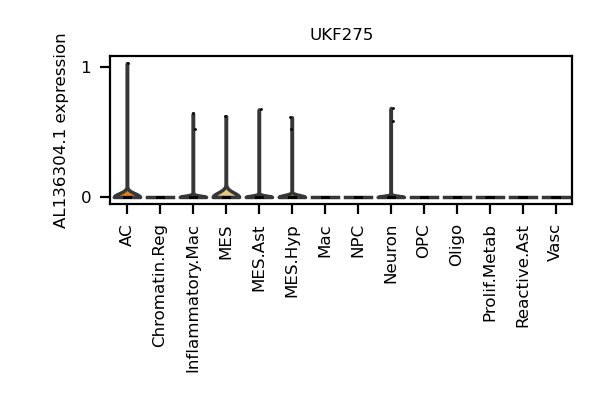 UKF275
AL136304.1 expression
1
0
AC
Chromatin.Reg
Inflammatory.Mac
MES
MES.Ast
MES.Hyp
Mac
NPC
Neuron
OPC
Oligo
Prolif.Metab
Reactive.Ast
Vasc